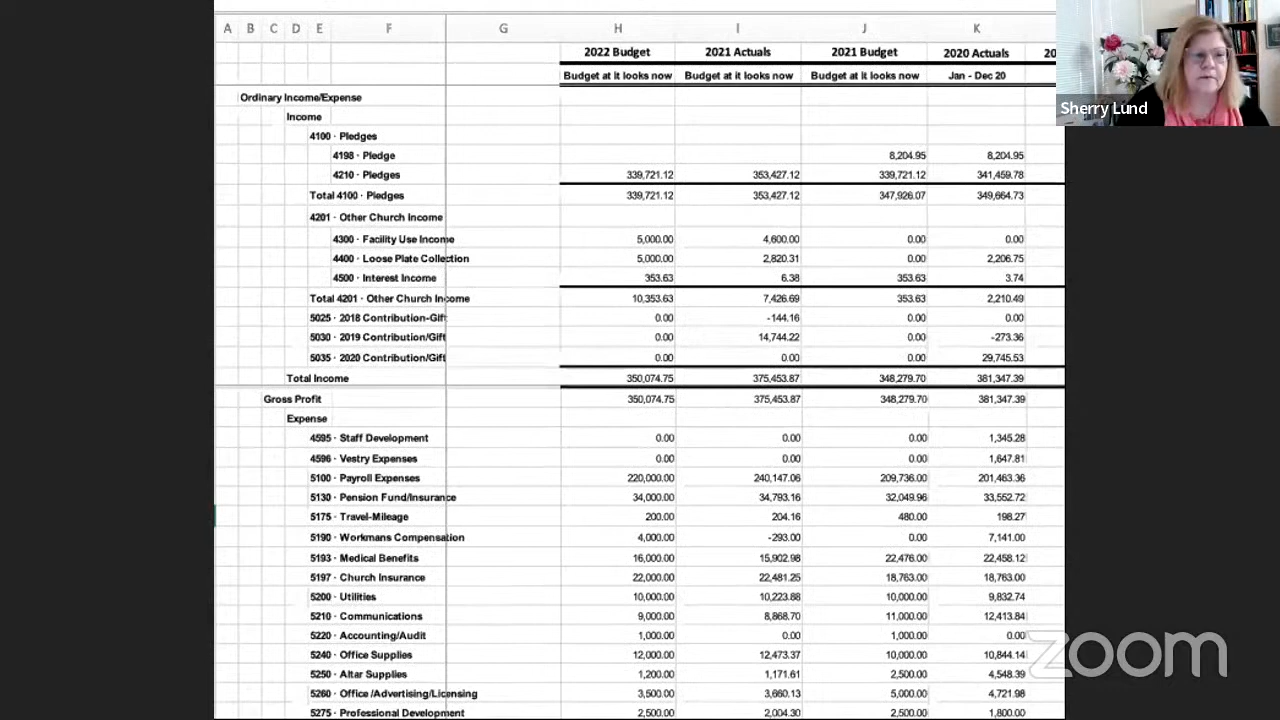 A B C D E F G H I J K
2022 Budget 2021 Actuals 2021 Budget 2020 Actuals 20
Budget at it looks now Budget at it looks now Budget at it looks now Jan - Dec 20
Sherry Lund
Ordinary Income/Expense
Income
4100 · Pledges
4198 · Pledge 8,204.95 8,204.95
4210 · Pledges 339,721.12 353,427.12 339,721.12 341,459.78
Total 4100 · Pledges 339,721.12 353,427.12 347,926.07 349,664.73
4201 · Other Church Income
4300 · Facility Use Income 5,000.00 4,600.00 0.00 0.00
4400 · Loose Plate Collection 5,000.00 2,820.31 0.00 2,206.75
4500 · Interest Income 353.63 6.38 353.63 3.74
Total 4201 · Other Church Income 10,353.63 7,426.69 353.63 2,210.49
5025 · 2018 Contribution-Gift 0.00 -144.16 0.00 0.00
5030 · 2019 Contribution/Gift 0.00 14,744.22 0.00 -273.36
5035 · 2020 Contribution/Gift 0.00 0.00 0.00 29,745.53
Total Income 350,074.75 375,453.87 348,279.70 381,347.39
Gross Profit 350,074.75 375,453.87 348,279.70 381,347.39
Expense
4595 · Staff Development 0.00 0.00 0.00 1,345.28
4596 · Vestry Expenses 0.00 0.00 0.00 1,647.81
5100 · Payroll Expenses 220,000.00 240,147.06 209,736.00 201,463.36
5130 · Pension Fund/Insurance 34,000.00 34,793.16 32,049.96 33,552.72
5175 · Travel-Mileage 200.00 204.16 480.00 198.27
5190 · Workmans Compensation 4,000.00 -293.00 0.00 7,141.00
5193 · Medical Benefits 16,000.00 15,902.98 22,476.00 22,458.12
5197 · Church Insurance 22,000.00 22,481.25 18,763.00 18,763.00
5200 · Utilities 10,000.00 10,223.88 10,000.00 9,832.74
5210 · Communications 9,000.00 8,868.70 11,000.00 12,413.84
5220 · Accounting/Audit 1,000.00 0.00 1,000.00 0.00
5240 · Office Supplies 12,000.00 12,473.37 10,000.00 10,844.14
5250 · Altar Supplies 1,200.00 1,171.61 2,500.00 4,548.39
5260 · Office /Advertising/Licensing 3,500.00 3,660.13 5,000.00 4,721.98
5275 · Professional Development 2,500.00 2,004.30 2,500.00 1,800.00
zoom